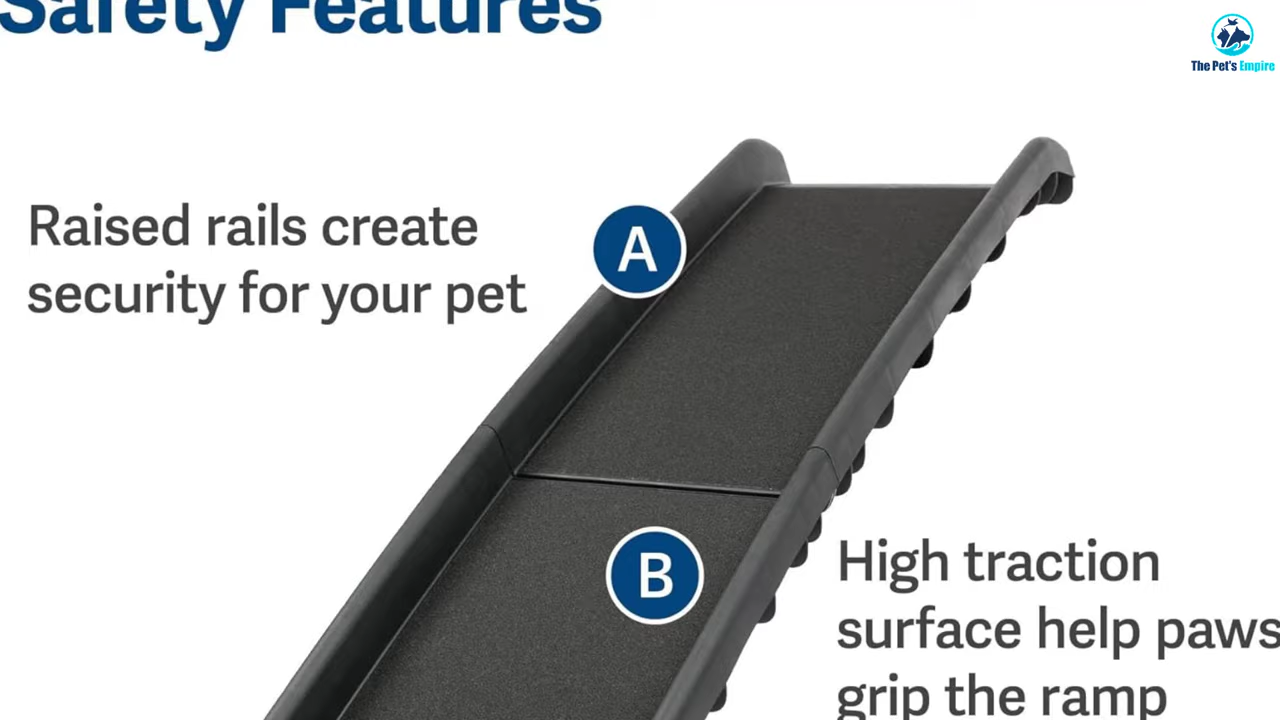 Safety Features
The Pet's Empire
Raised rails create
security for your pet
A
B
High traction
surface help paws
grip the ramp